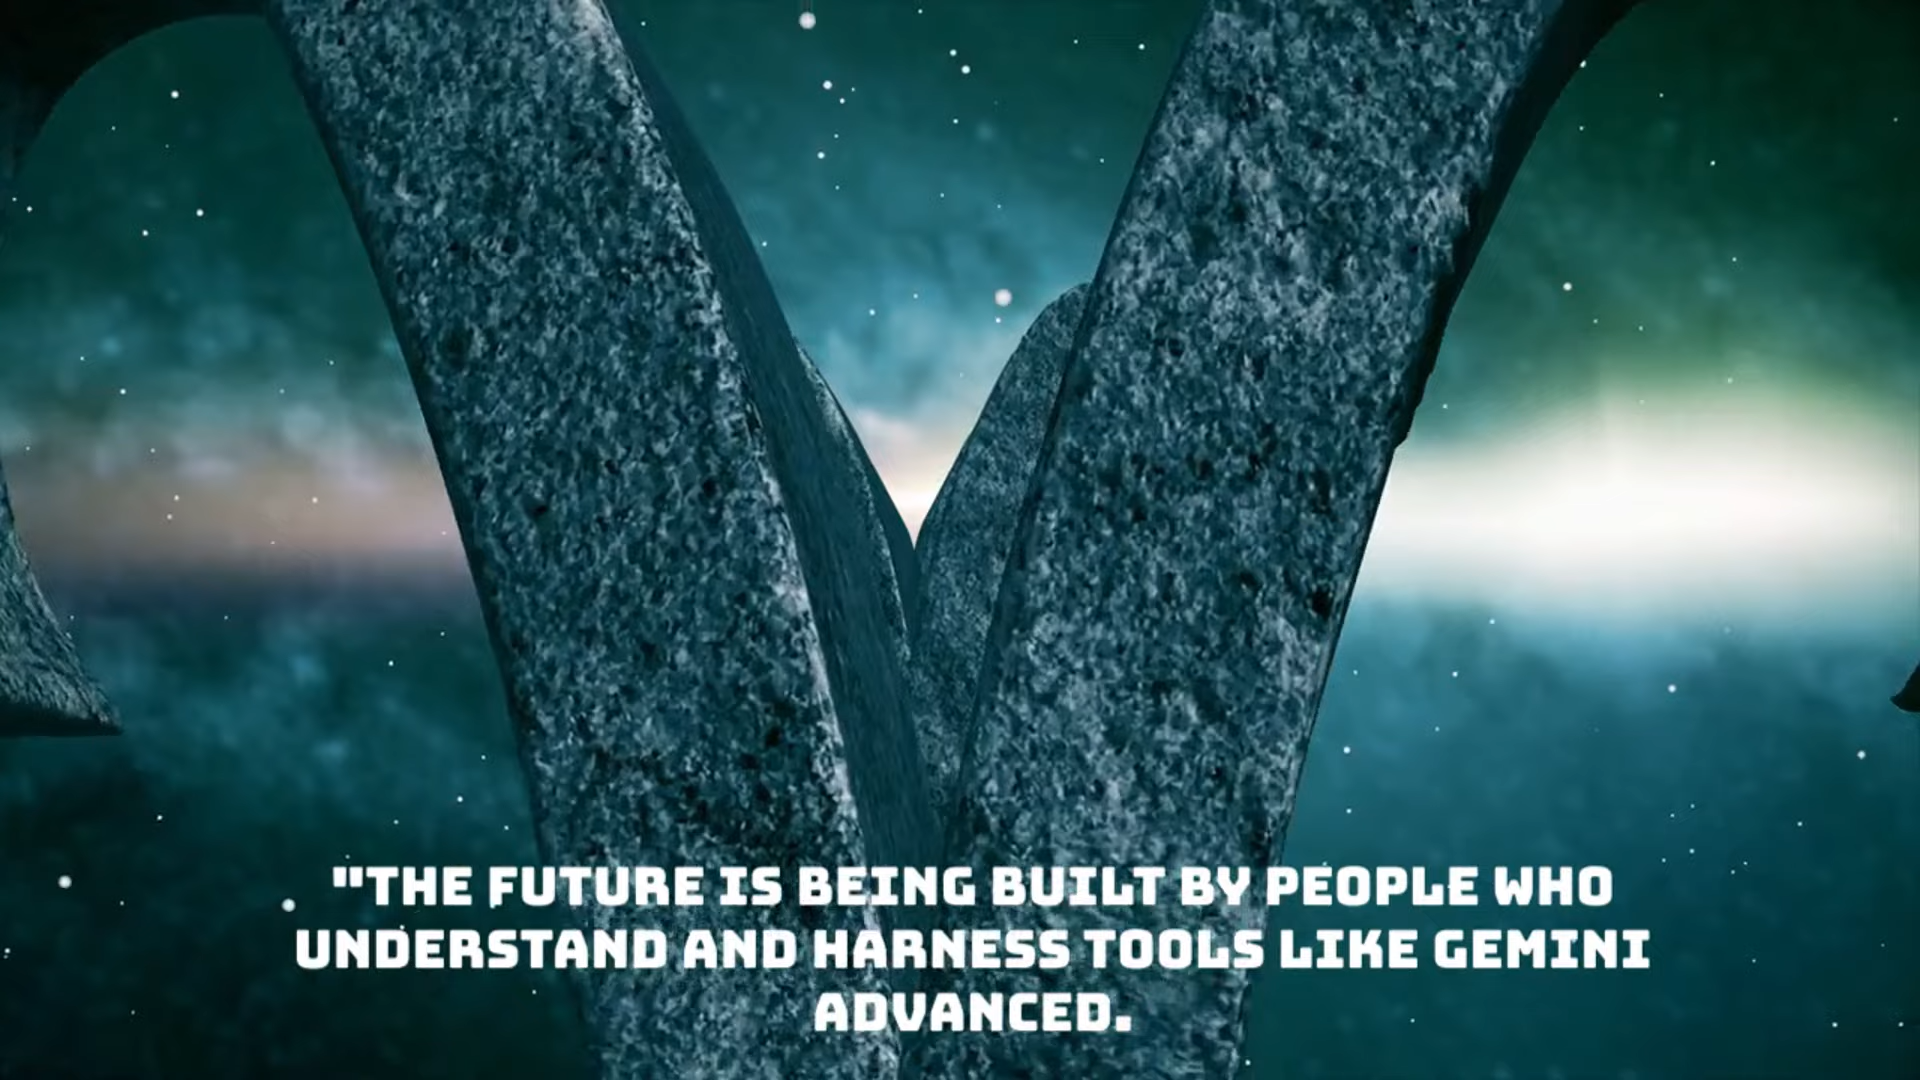 "THE FUTURE IS BEING BUILT BY PEOPLE WHO
UNDERSTAND AND HARNESS TOOLS LIKE GEMINI
ADVANCED.